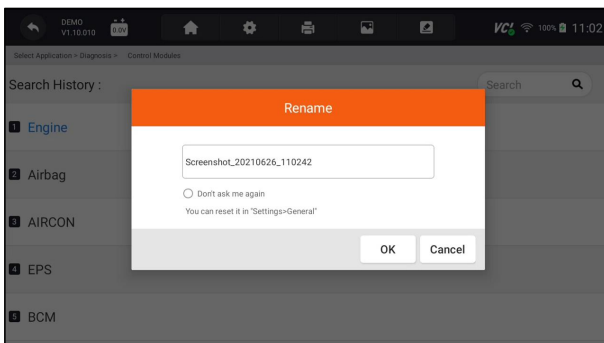 DEMO
V1.10.010
0.0V
VCI 100% 11:02
Select Application > Diagnosis > Control Modules
Search History :
Search
Rename
1 Engine
Screenshot_20210626_110242
2 Airbag
Don't ask me again
You can reset it in "Settings>General"
3 AIRCON
OK Cancel
4 EPS
5 BCM